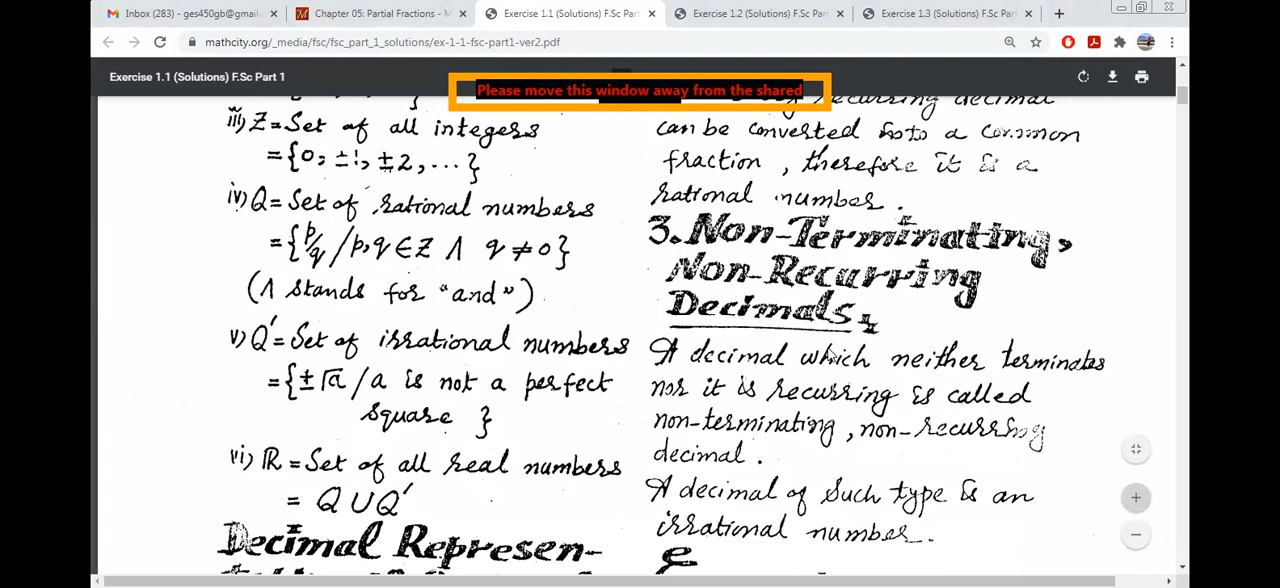 Inbox (283) - ges450gb@gmail.
Chapter 05: Partial Fractions - M
Exercise 1.1 (Solutions) F.Sc Par
Exercise 1.2 (Solutions) F.Sc Pa
Exercise 1.3 (Solutions) F.Sc Pa
mathcity.org/_media/fsc/fsc_part_1_solutions/ex-1-1-fsc-part1-ver2.pdf
Exercise 1.1 (Solutions) F.Sc Part 1
Please move this window away from the shared
iii) Z = Set of all integers
= {0, ±1, ±2, ...}
iv) Q = Set of rational numbers
= {p/q / p, q ∈ Z ∧ q ≠ 0}
(∧ stands for "and")
v) Q′ = Set of irrational numbers
= {±√a / a is not a perfect
square }
vi) R = Set of all real numbers
= Q ∪ Q′
Decimal Represen-
recurring decimal
can be converted into a common
fraction, therefore it is a
rational number.
3. Non-Terminating,
Non-Recurring
Decimals
A decimal which neither terminates
nor it is recurring is called
non-terminating, non-recurring
decimal.
A decimal of such type is an
irrational number.